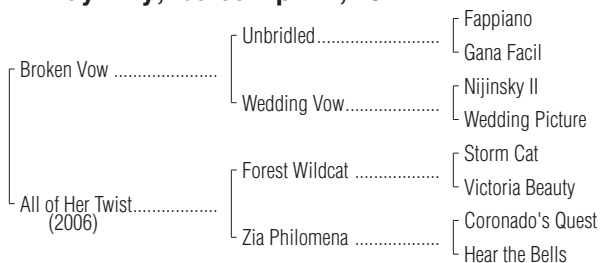 Fappiano
Unbridled
Gana Facil
Broken Vow
Nijinsky II
Wedding Vow
Wedding Picture
Storm Cat
Forest Wildcat
Victoria Beauty
All of Her Twist
(2006)
Coronado's Quest
Zia Philomena
Hear the Bells